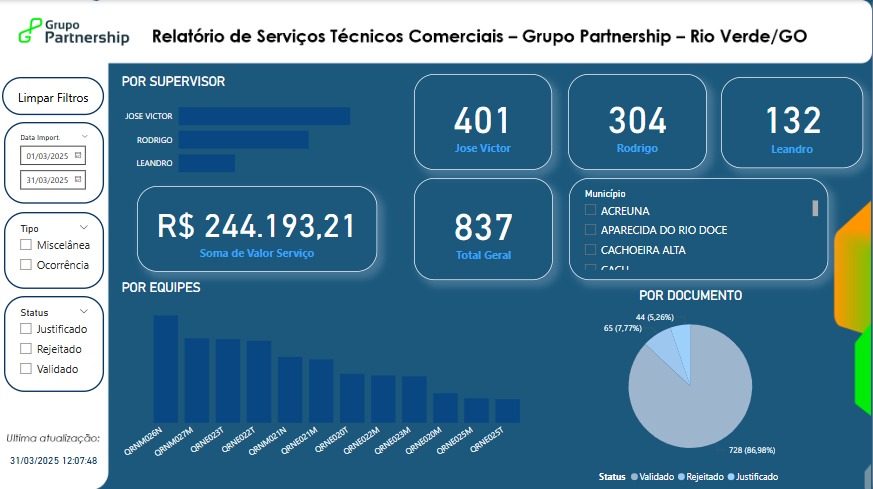 Grupo
Partnership
Relatório de Serviços Técnicos Comerciais – Grupo Partnership – Rio Verde/GO
Limpar Filtros
Data Import.
01/03/2025
31/03/2025
Tipo
Miscelânea
Ocorrência
Status
Justificado
Rejeitado
Validado
Ultima atualização:
31/03/2025 12:07:48
POR SUPERVISOR
JOSE VICTOR
RODRIGO
LEANDRO
401
Jose Victor
304
Rodrigo
132
Leandro
R$ 244.193,21
Soma de Valor Serviço
837
Total Geral
Município
ACREUNA
APARECIDA DO RIO DOCE
CACHOEIRA ALTA
POR EQUIPES
QRNM026N
QRNM027M
QRNE023T
QRNE022T
QRNM021N
QRNE021M
QRNE020T
QRNE022M
QRNE023M
QRNE020M
QRNE025M
QRNE025T
POR DOCUMENTO
44 (5,26%)
65 (7,77%)
728 (86,98%)
Status Validado Rejeitado Justificado